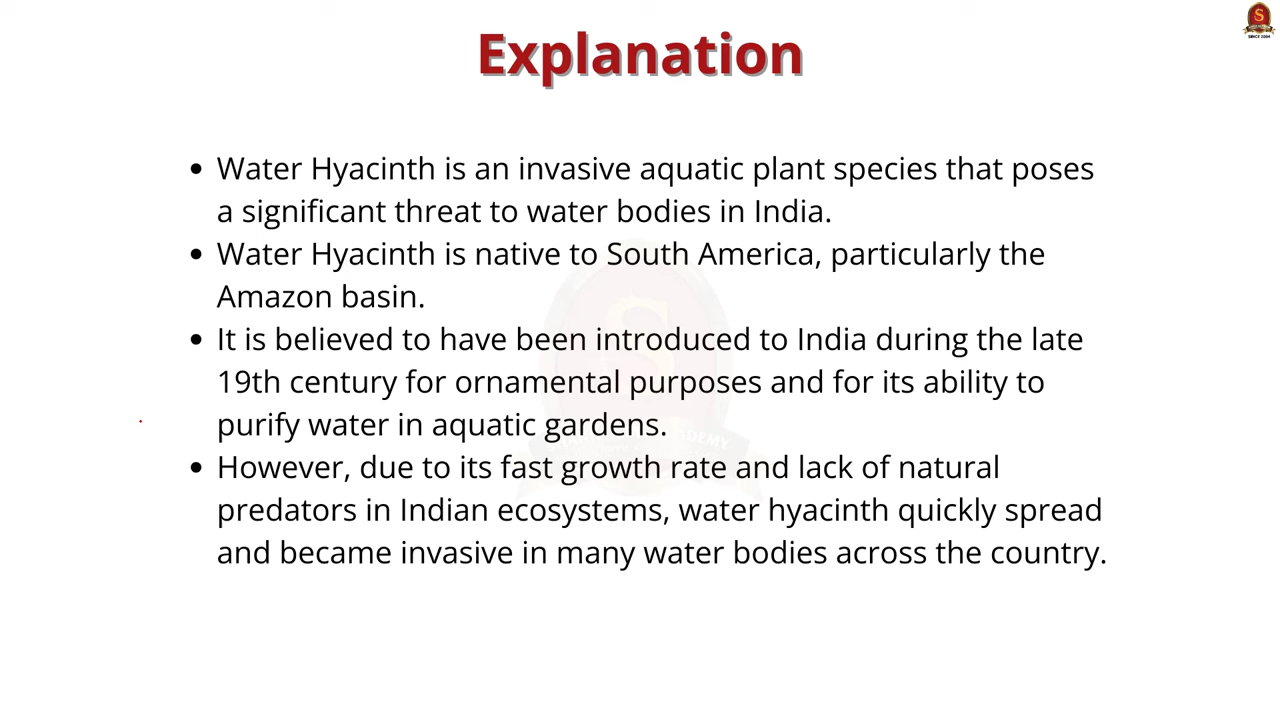 Explanation
• Water Hyacinth is an invasive aquatic plant species that poses
a significant threat to water bodies in India.
• Water Hyacinth is native to South America, particularly the
Amazon basin.
• It is believed to have been introduced to India during the late
19th century for ornamental purposes and for its ability to
purify water in aquatic gardens.
• However, due to its fast growth rate and lack of natural
predators in Indian ecosystems, water hyacinth quickly spread
and became invasive in many water bodies across the country.